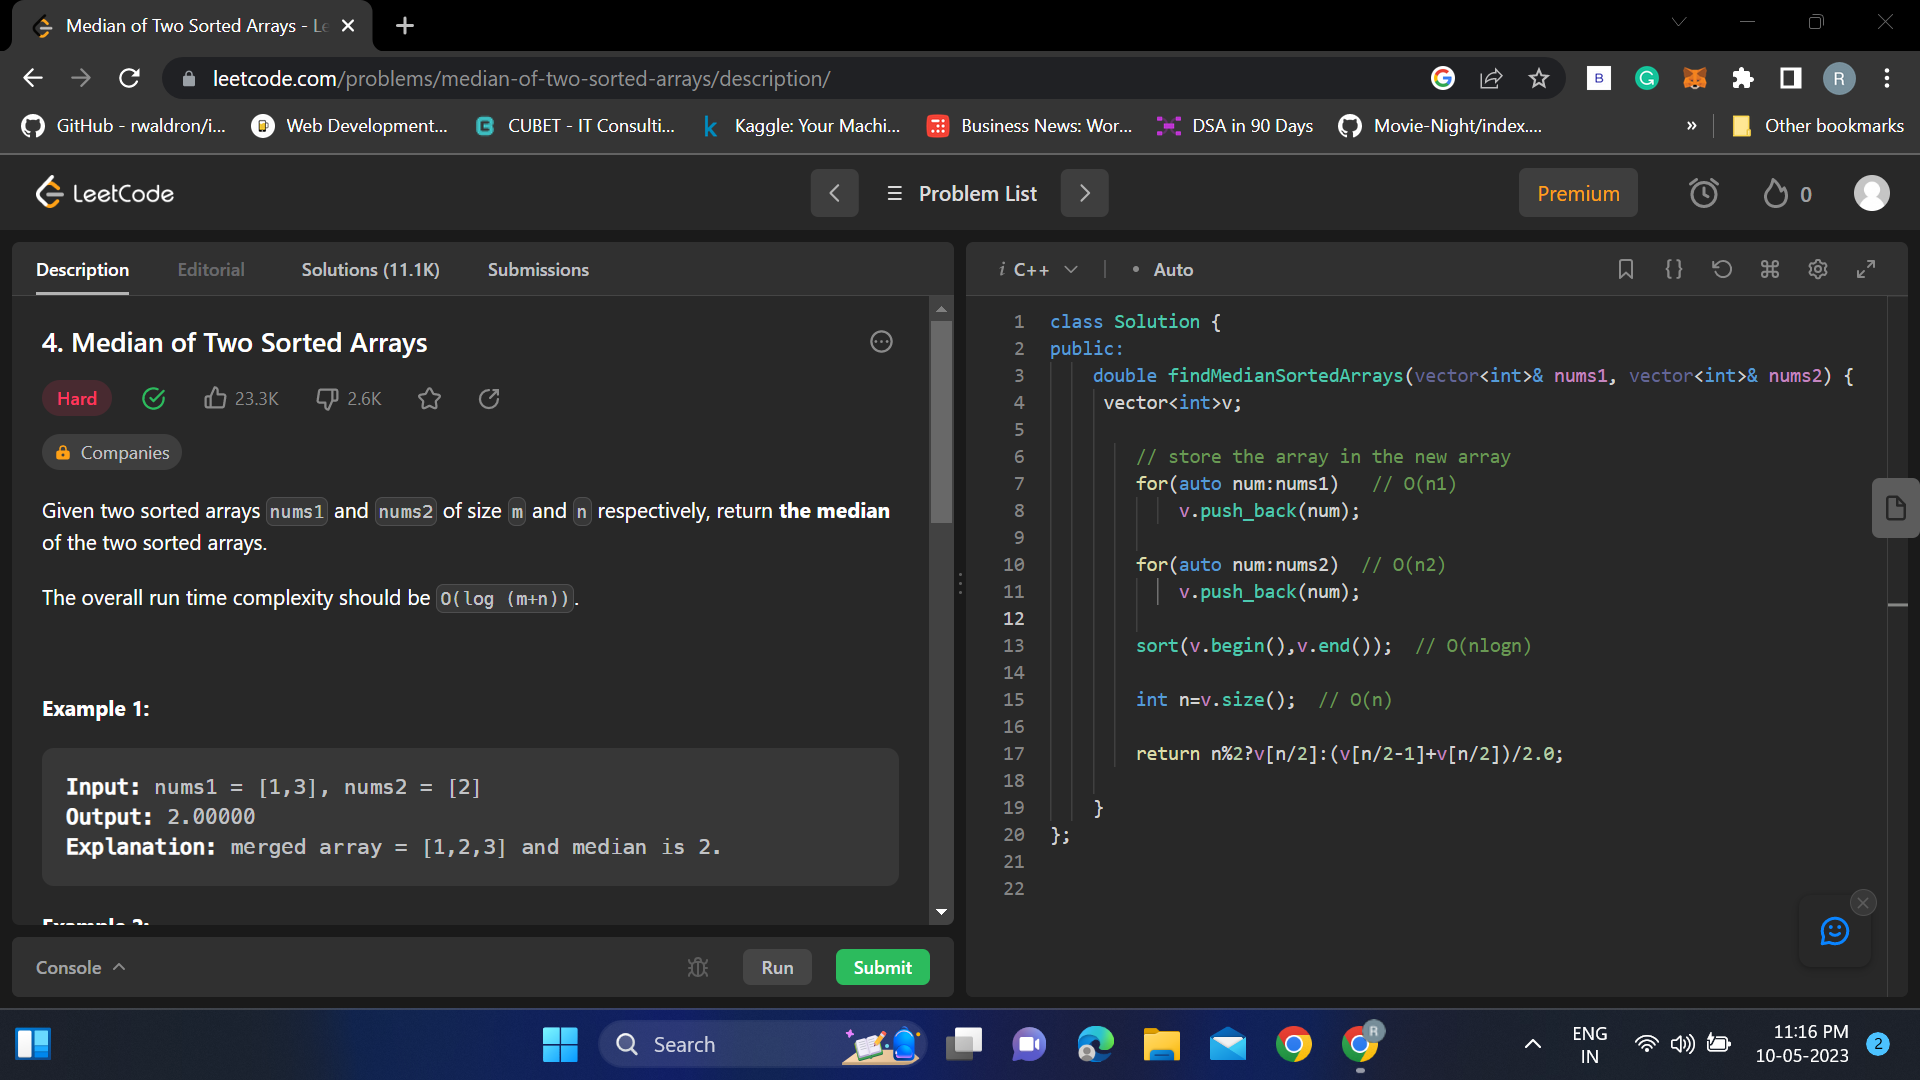 Median of Two Sorted Arrays - Le
leetcode.com/problems/median-of-two-sorted-arrays/description/
B
R
GitHub - rwaldron/i...
Web Development...
CUBET - IT Consulti...
Kaggle: Your Machi...
Business News: Wor...
DSA in 90 Days
Movie-Night/index....
»
Other bookmarks
LeetCode
Problem List
Premium
0
Description
Editorial
Solutions (11.1K)
Submissions
4. Median of Two Sorted Arrays
Hard
23.3K
2.6K
Companies
Given two sorted arrays nums1 and nums2 of size m and n respectively, return the median
of the two sorted arrays.
The overall run time complexity should be O(log (m+n)).
Example 1:
Input: nums1 = [1,3], nums2 = [2]
Output: 2.00000
Explanation: merged array = [1,2,3] and median is 2.
Example 2:
Console
Run
Submit
i C++
• Auto
1 class Solution {
2 public:
3 double findMedianSortedArrays(vector<int>& nums1, vector<int>& nums2) {
4 vector<int>v;
5
6 // store the array in the new array
7 for(auto num:nums1) // O(n1)
8 v.push_back(num);
9
10 for(auto num:nums2) // O(n2)
11 v.push_back(num);
12
13 sort(v.begin(),v.end()); // O(nlogn)
14
15 int n=v.size(); // O(n)
16
17 return n%2?v[n/2]:(v[n/2-1]+v[n/2])/2.0;
18
19 }
20 };
21
22
Search
R
ENG
IN
11:16 PM
10-05-2023
2